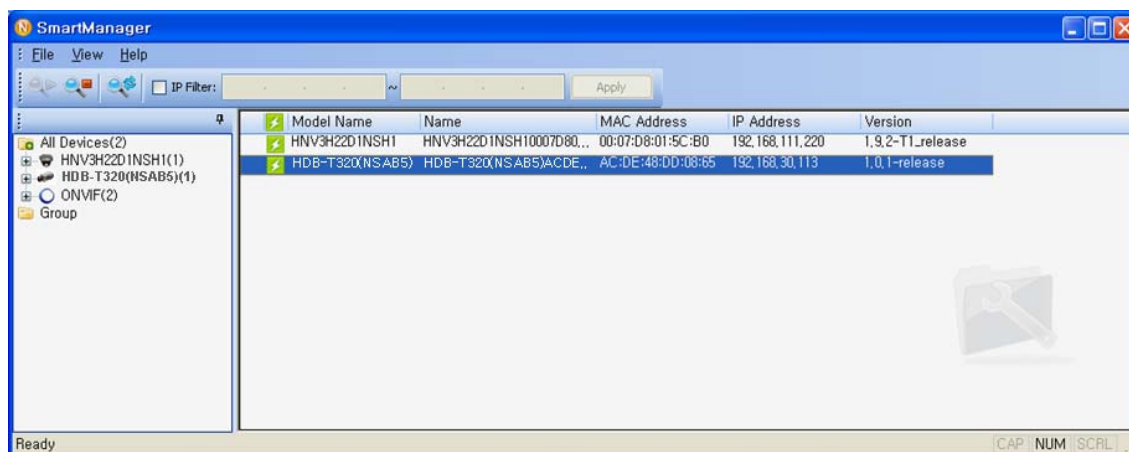 SmartManager
File View Help
IP Filter: . . . ~ . . . Apply
Model Name Name MAC Address IP Address Version
All Devices(2)
HNV3H22D1NSH1(1)
HDB-T320(NSAB5)(1)
ONVIF(2)
Group
HNV3H22D1NSH1 HNV3H22D1NSH10007D80... 00:07:D8:01:5C:B0 192,168,111,220 1,9,2-T1_release
HDB-T320(NSAB5) HDB-T320(NSAB5)ACDE... AC:DE:48:DD:08:65 192,168,30,113 1,0,1-release
Ready CAP NUM SCRL